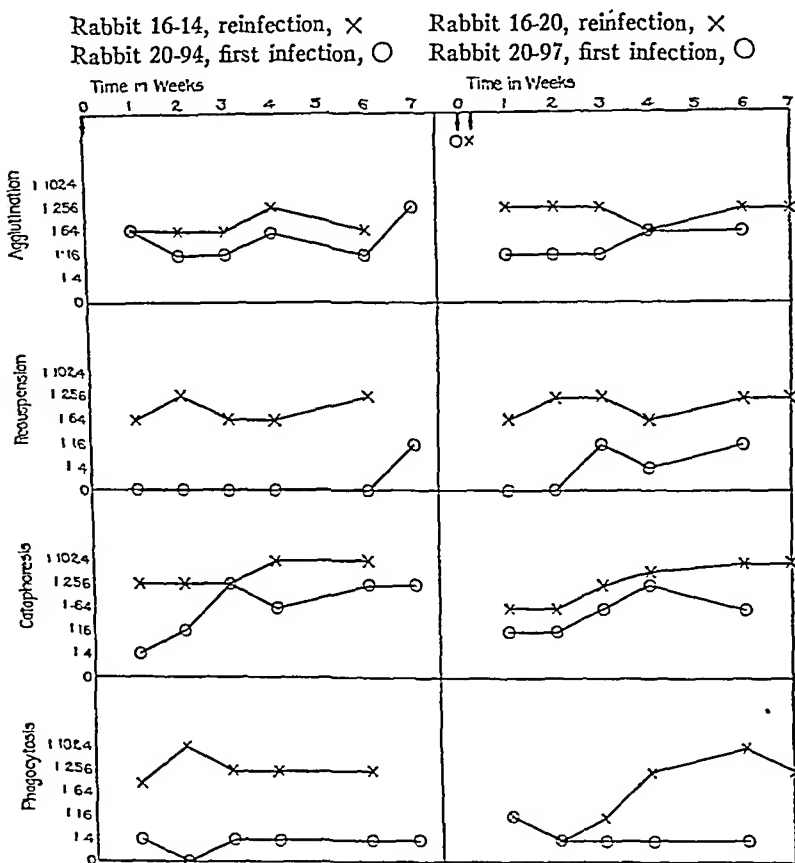 Rabbit 16-14, reinfection, × Rabbit 16-20, reinfection, ×
Rabbit 20-94, first infection, O Rabbit 20-97, first infection, O
Time in Weeks Time in Weeks
0 1 2 3 4 6 7 0 1 2 3 4 6 7
O×
Agglutination
1 1024
1 256
1 64
1:16
1 4
0
Resuspension
1 1024
1 256
1 64
1 16
1 4
0
Cataphoresis
1 1024
1 256
1-64
1 16
1 4
0
Phagocytosis
1 1024
1 256
1 64
1 16
1 4
0